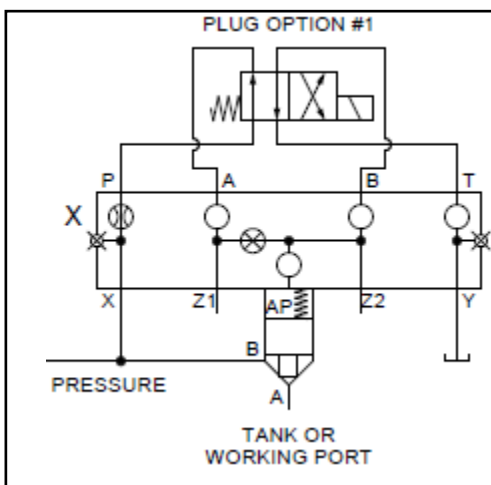 PLUG OPTION #1
P A B T
X
X Z1 AP Z2 Y
B
PRESSURE
A
TANK OR
WORKING PORT